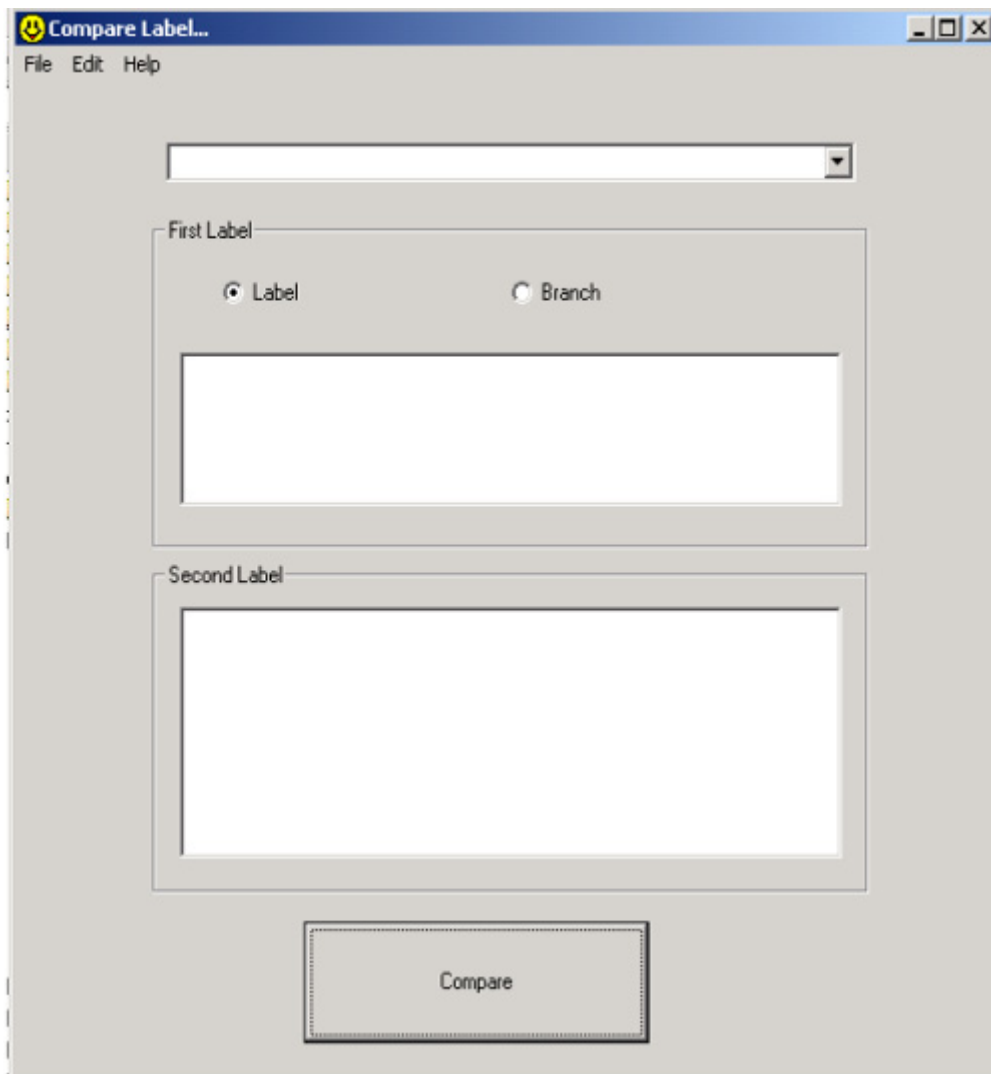 Compare Label...
File Edit Help
First Label
Label Branch
Second Label
Compare